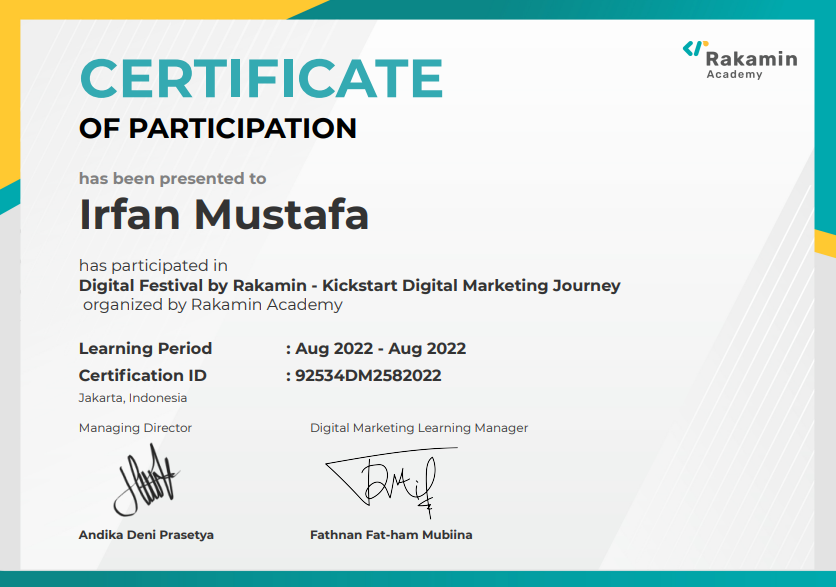 Rakamin
Academy
CERTIFICATE
OF PARTICIPATION
has been presented to
Irfan Mustafa
has participated in
Digital Festival by Rakamin - Kickstart Digital Marketing Journey
organized by Rakamin Academy
Learning Period : Aug 2022 - Aug 2022
Certification ID : 92534DM2582022
Jakarta, Indonesia
Managing Director Digital Marketing Learning Manager
Andika Deni Prasetya Fathnan Fat-ham Mubiina